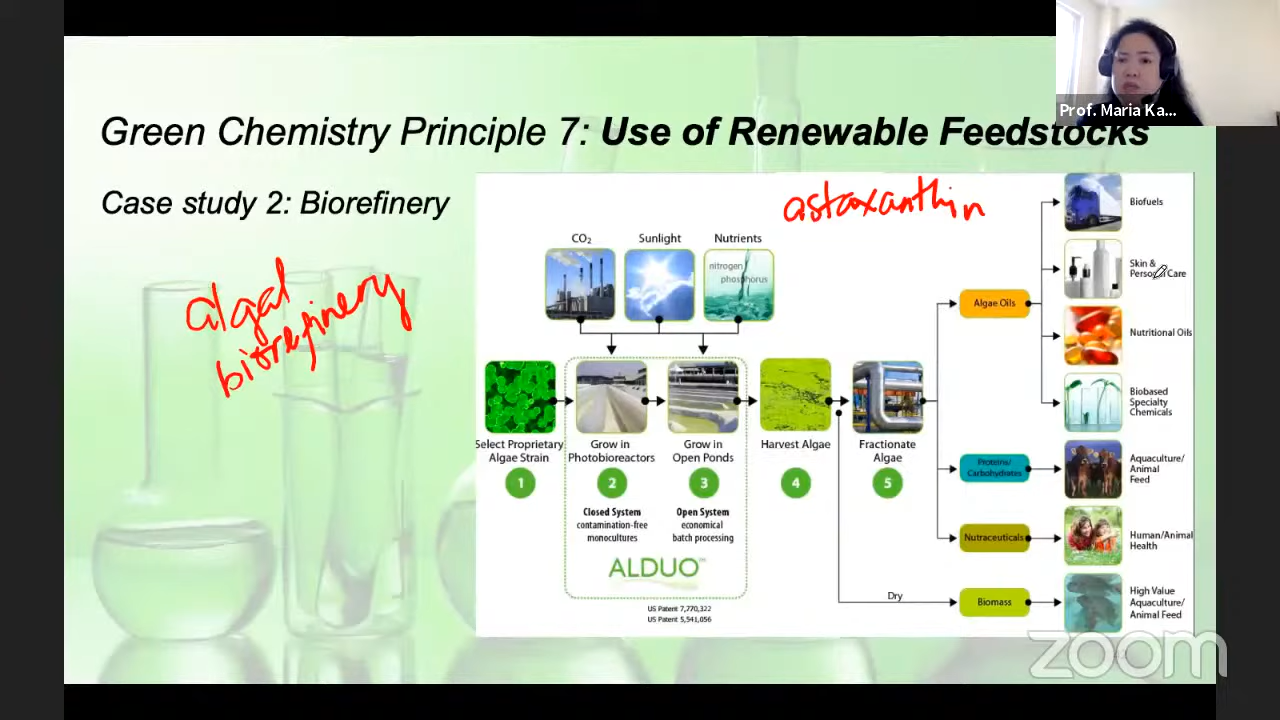 Prof. Maria Ka...
Green Chemistry Principle 7: Use of Renewable Feedstocks
Case study 2: Biorefinery
astaxanthin
algal
biorefinery
CO₂
Sunlight
Nutrients
nitrogen
phosphorus
Select Proprietary
Algae Strain
1
Grow in
Photobioreactors
2
Closed System
contamination-free
monocultures
Grow in
Open Ponds
3
Open System
economical
batch processing
ALDUO™
US Patent 7,770,322
US Patent 5,541,056
Harvest Algae
4
Fractionate
Algae
5
Dry
Algae Oils
Biofuels
Skin &
Personal Care
Nutritional Oils
Biobased
Specialty
Chemicals
Proteins/
Carbohydrates
Aquaculture/
Animal
Feed
Nutraceuticals
Human/Animal
Health
Biomass
High Value
Aquaculture/
Animal Feed
zoom